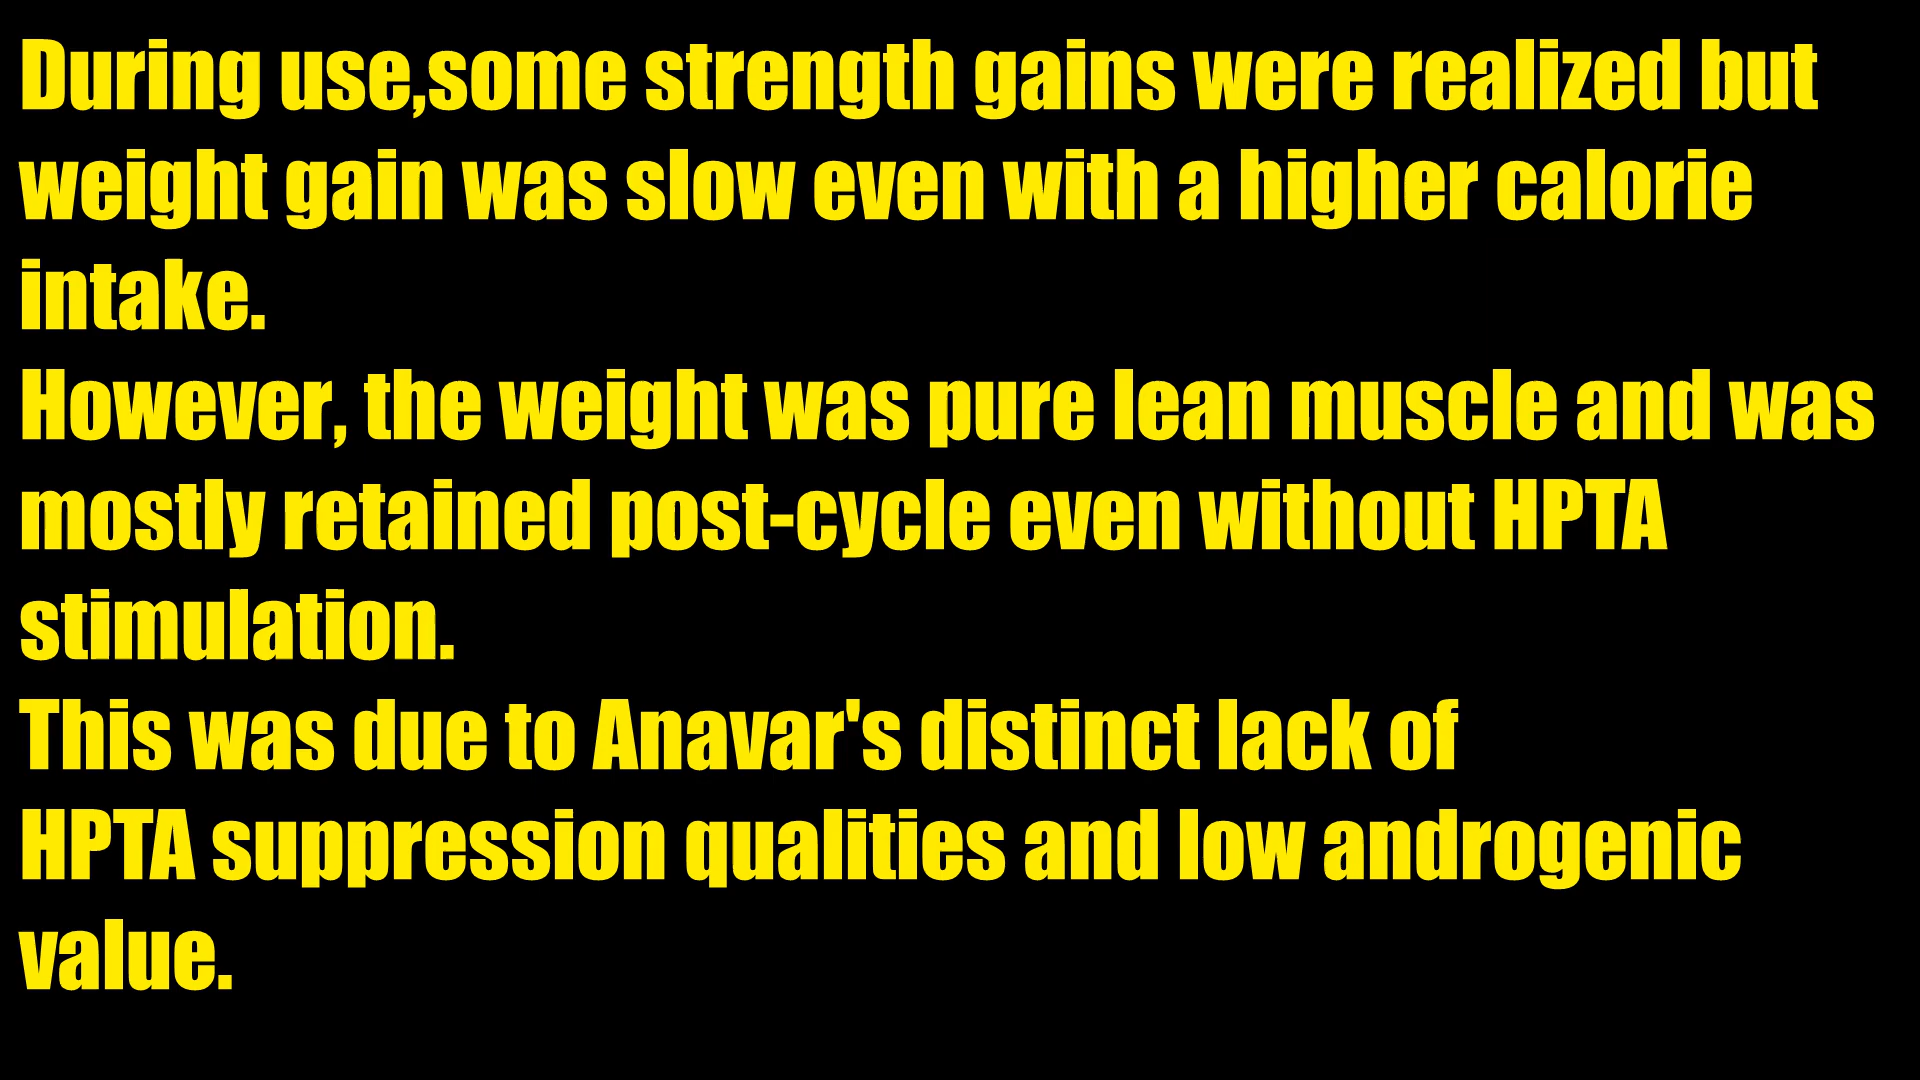 During use,some strength gains were realized but
weight gain was slow even with a higher calorie
intake.
However, the weight was pure lean muscle and was
mostly retained post-cycle even without HPTA
stimulation.
This was due to Anavar's distinct lack of
HPTA suppression qualities and low androgenic
value.